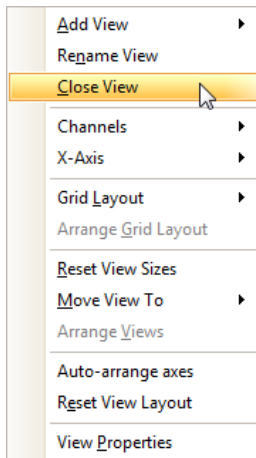 Add View
Rename View
Close View
Channels
X-Axis
Grid Layout
Arrange Grid Layout
Reset View Sizes
Move View To
Arrange Views
Auto-arrange axes
Reset View Layout
View Properties